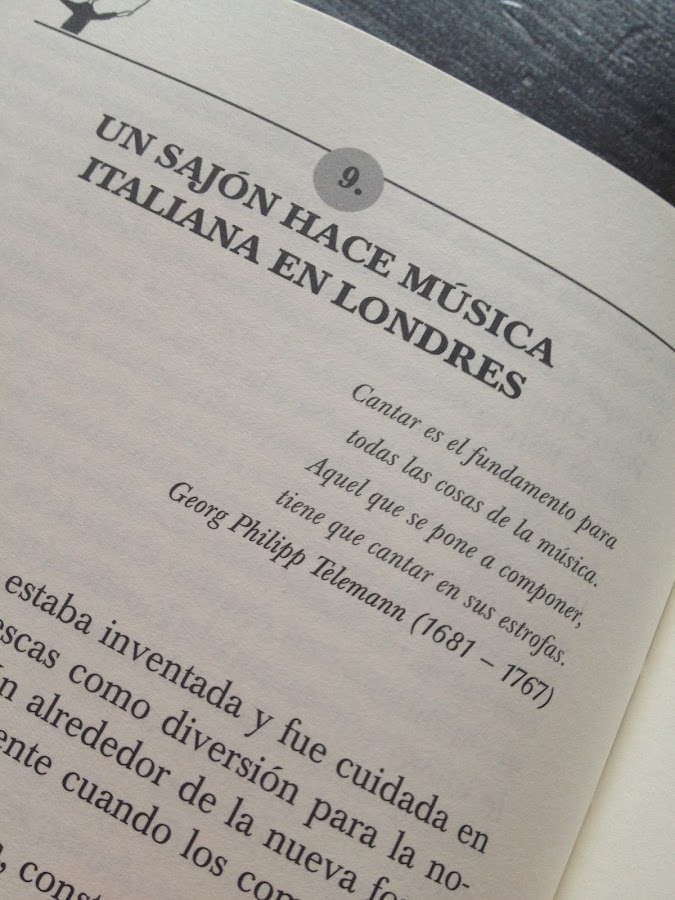 9.
UN SAJÓN HACE MÚSICA
ITALIANA EN LONDRES
Cantar es el fundamento para
todas las cosas de la música.
Aquel que se pone a componer,
tiene que cantar en sus estrofas.
Georg Philipp Telemann (1681 – 1767)
estaba inventada y fue cuidada en
escas como diversión para la no-
n alrededor de la nueva fo
ente cuando los com
, const